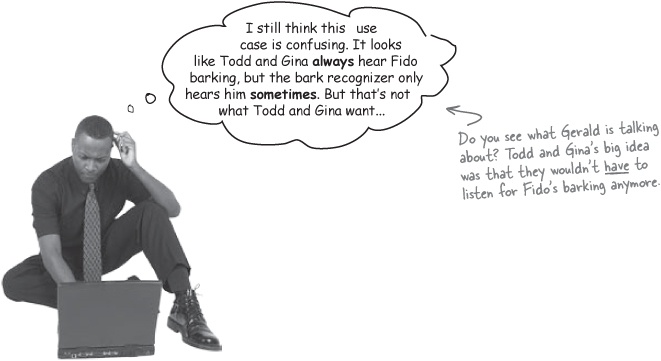 I still think this use
case is confusing. It looks
like Todd and Gina always hear Fido
barking, but the bark recognizer only
hears him sometimes. But that's not
what Todd and Gina want...
Do you see what Gerald is talking
about? Todd and Gina's big idea
was that they wouldn't have to
listen for Fido's barking anymore.